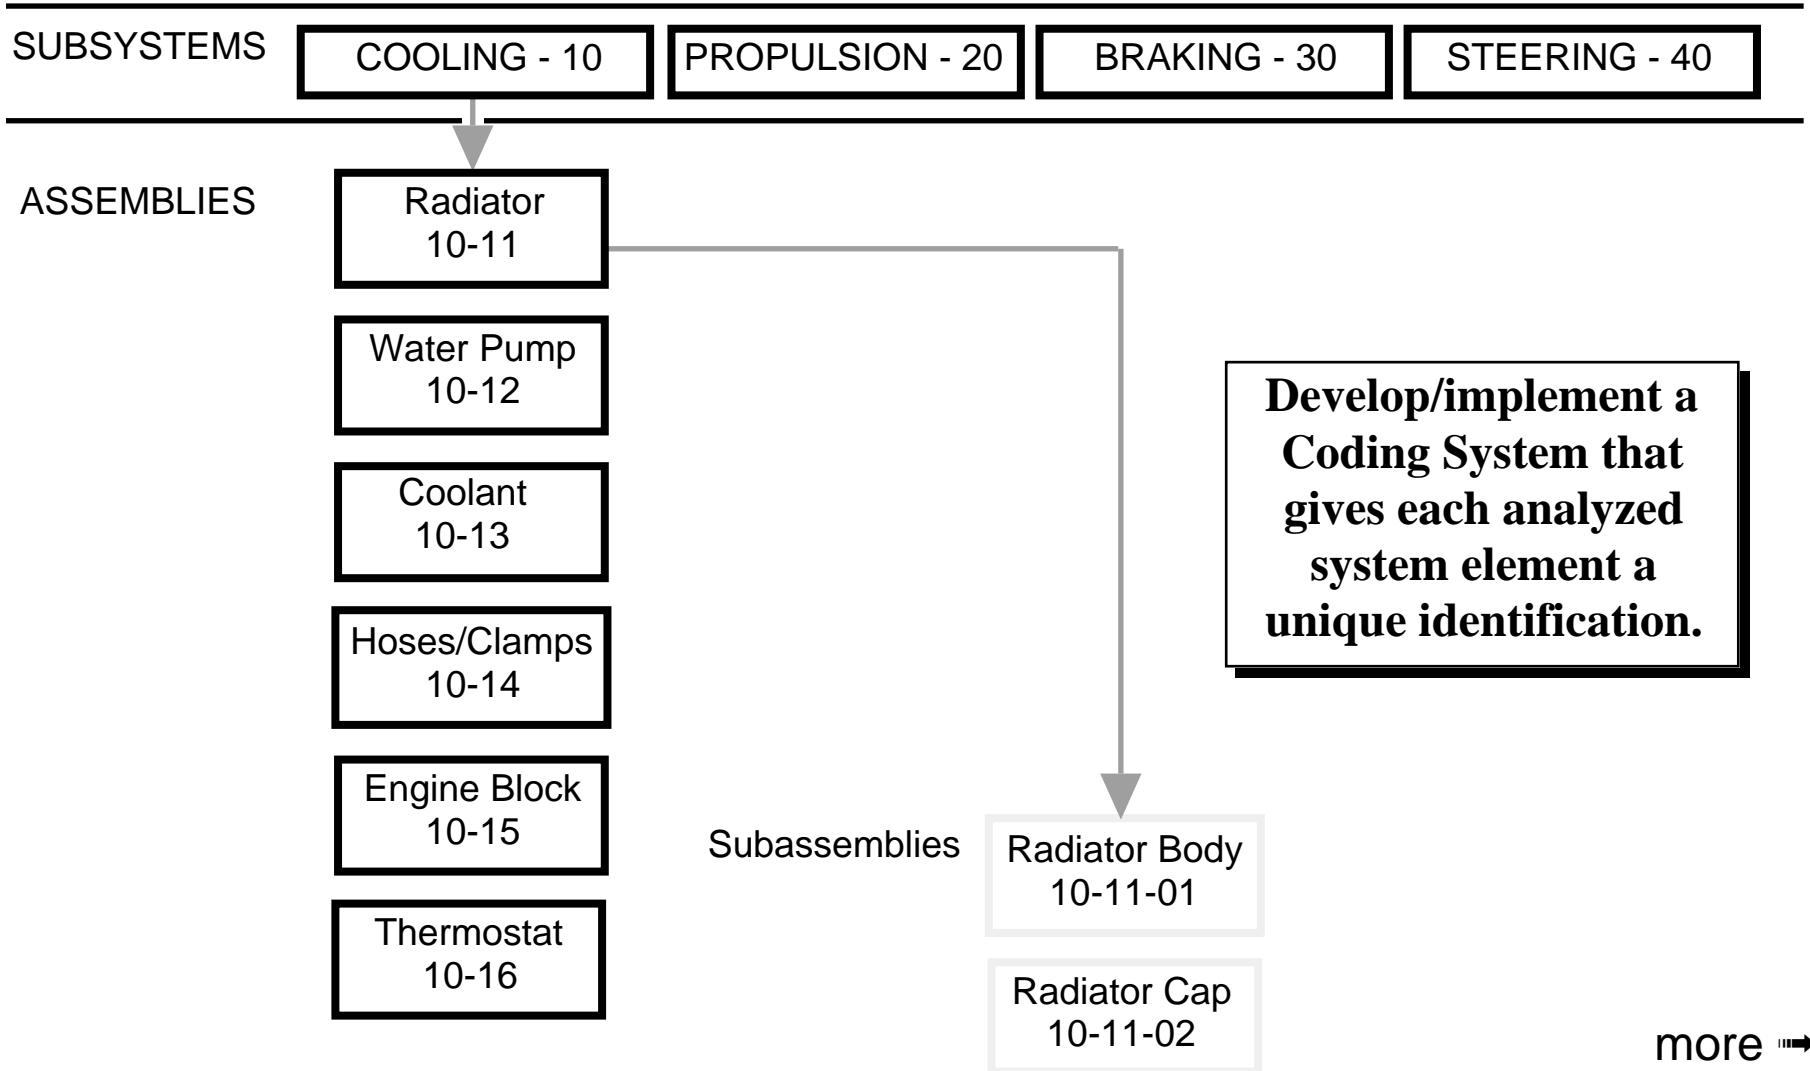 SUBSYSTEMS
COOLING - 10
PROPULSION - 20
BRAKING - 30
STEERING - 40
ASSEMBLIES
Radiator
10-11
Water Pump
10-12
Coolant
10-13
Hoses/Clamps
10-14
Engine Block
10-15
Thermostat
10-16
Develop/implement a
Coding System that
gives each analyzed
system element a
unique identification.
Subassemblies
Radiator Body
10-11-01
Radiator Cap
10-11-02
more ➟